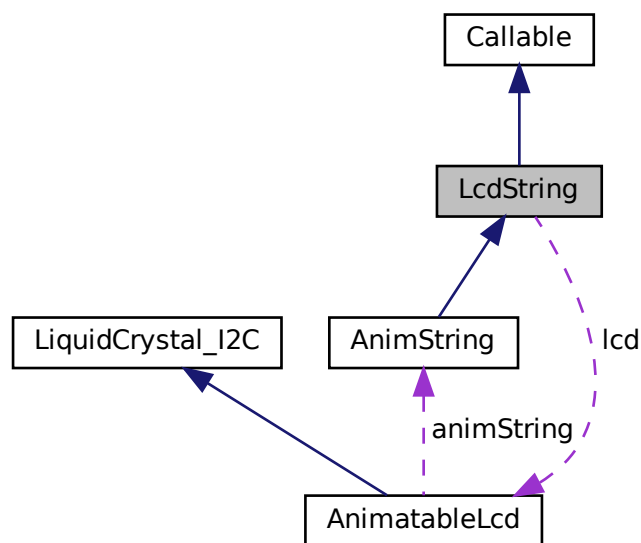 Callable
LcdString
LiquidCrystal_I2C
AnimString
lcd
animString
AnimatableLcd